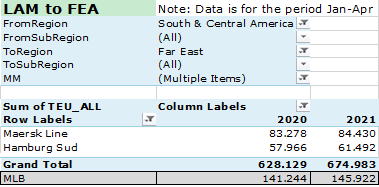 LAM to FEA Note: Data is for the period Jan-Apr
FromRegion South & Central America
FromSubRegion (All)
ToRegion Far East
ToSubRegion (All)
MM (Multiple Items)
Sum of TEU_ALL Column Labels
Row Labels 2020 2021
Maersk Line 83.278 84.430
Hamburg Sud 57.966 61.492
Grand Total 628.129 674.983
MLB 141.244 145.922